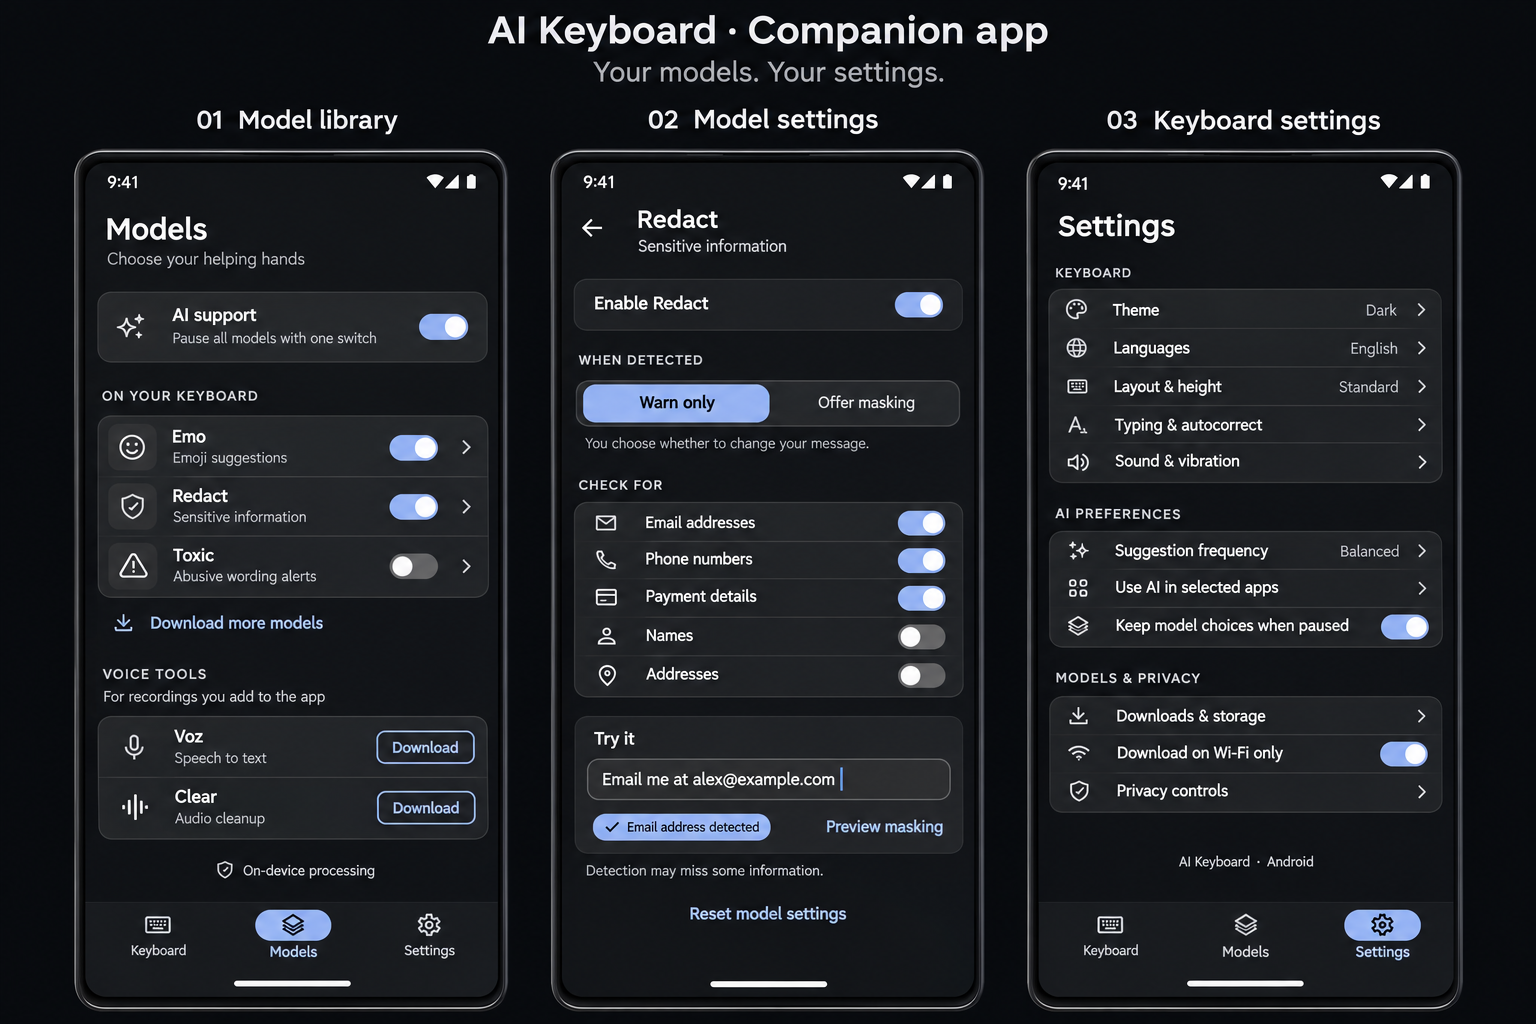 AI Keyboard · Companion app
Your models. Your settings.
01 Model library
9:41
Models
Choose your helping hands
AI support
Pause all models with one switch
ON YOUR KEYBOARD
Emo
Emoji suggestions
Redact
Sensitive information
Toxic
Abusive wording alerts
Download more models
VOICE TOOLS
For recordings you add to the app
Voz
Speech to text
Download
Clear
Audio cleanup
Download
On-device processing
Keyboard
Models
Settings
02 Model settings
9:41
Redact
Sensitive information
Enable Redact
WHEN DETECTED
Warn only
Offer masking
You choose whether to change your message.
CHECK FOR
Email addresses
Phone numbers
Payment details
Names
Addresses
Try it
Email me at alex@example.com
Email address detected
Preview masking
Detection may miss some information.
Reset model settings
03 Keyboard settings
9:41
Settings
KEYBOARD
Theme Dark
Languages English
Layout & height Standard
Typing & autocorrect
Sound & vibration
AI PREFERENCES
Suggestion frequency Balanced
Use AI in selected apps
Keep model choices when paused
MODELS & PRIVACY
Downloads & storage
Download on Wi-Fi only
Privacy controls
AI Keyboard · Android
Keyboard
Models
Settings